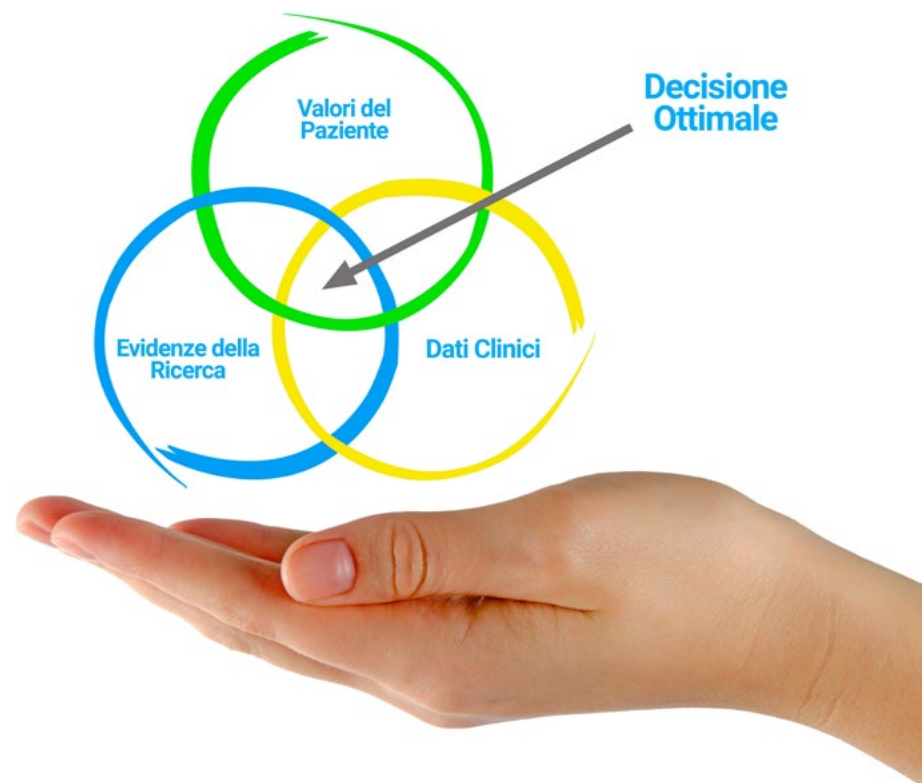 Valori del
Paziente
Decisione
Ottimale
Evidenze della
Ricerca
Dati Clinici